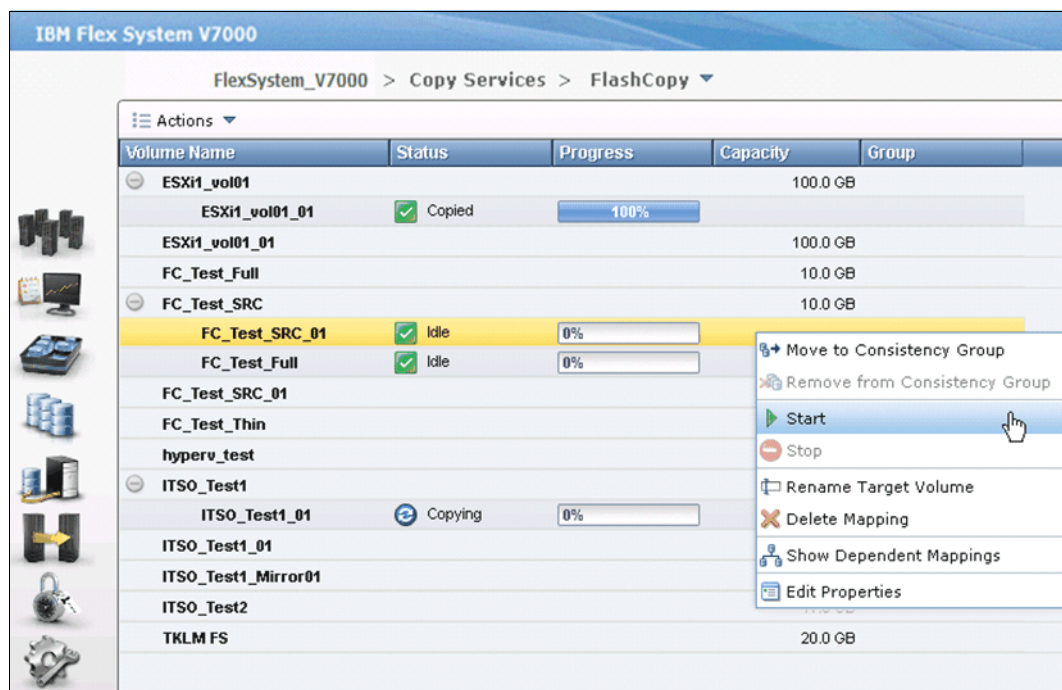 IBM Flex System V7000
FlexSystem_V7000 > Copy Services > FlashCopy
Actions
Volume Name Status Progress Capacity Group
ESXi1_vol01 100.0 GB
ESXi1_vol01_01 Copied 100%
ESXi1_vol01_01 100.0 GB
FC_Test_Full 10.0 GB
FC_Test_SRC 10.0 GB
FC_Test_SRC_01 Idle 0%
FC_Test_Full Idle 0%
FC_Test_SRC_01
FC_Test_Thin
hyperv_test
ITSO_Test1
ITSO_Test1_01 Copying 0%
ITSO_Test1_01
ITSO_Test1_Mirror01
ITSO_Test2
TKLM FS 20.0 GB
Move to Consistency Group
Remove from Consistency Group
Start
Stop
Rename Target Volume
Delete Mapping
Show Dependent Mappings
Edit Properties